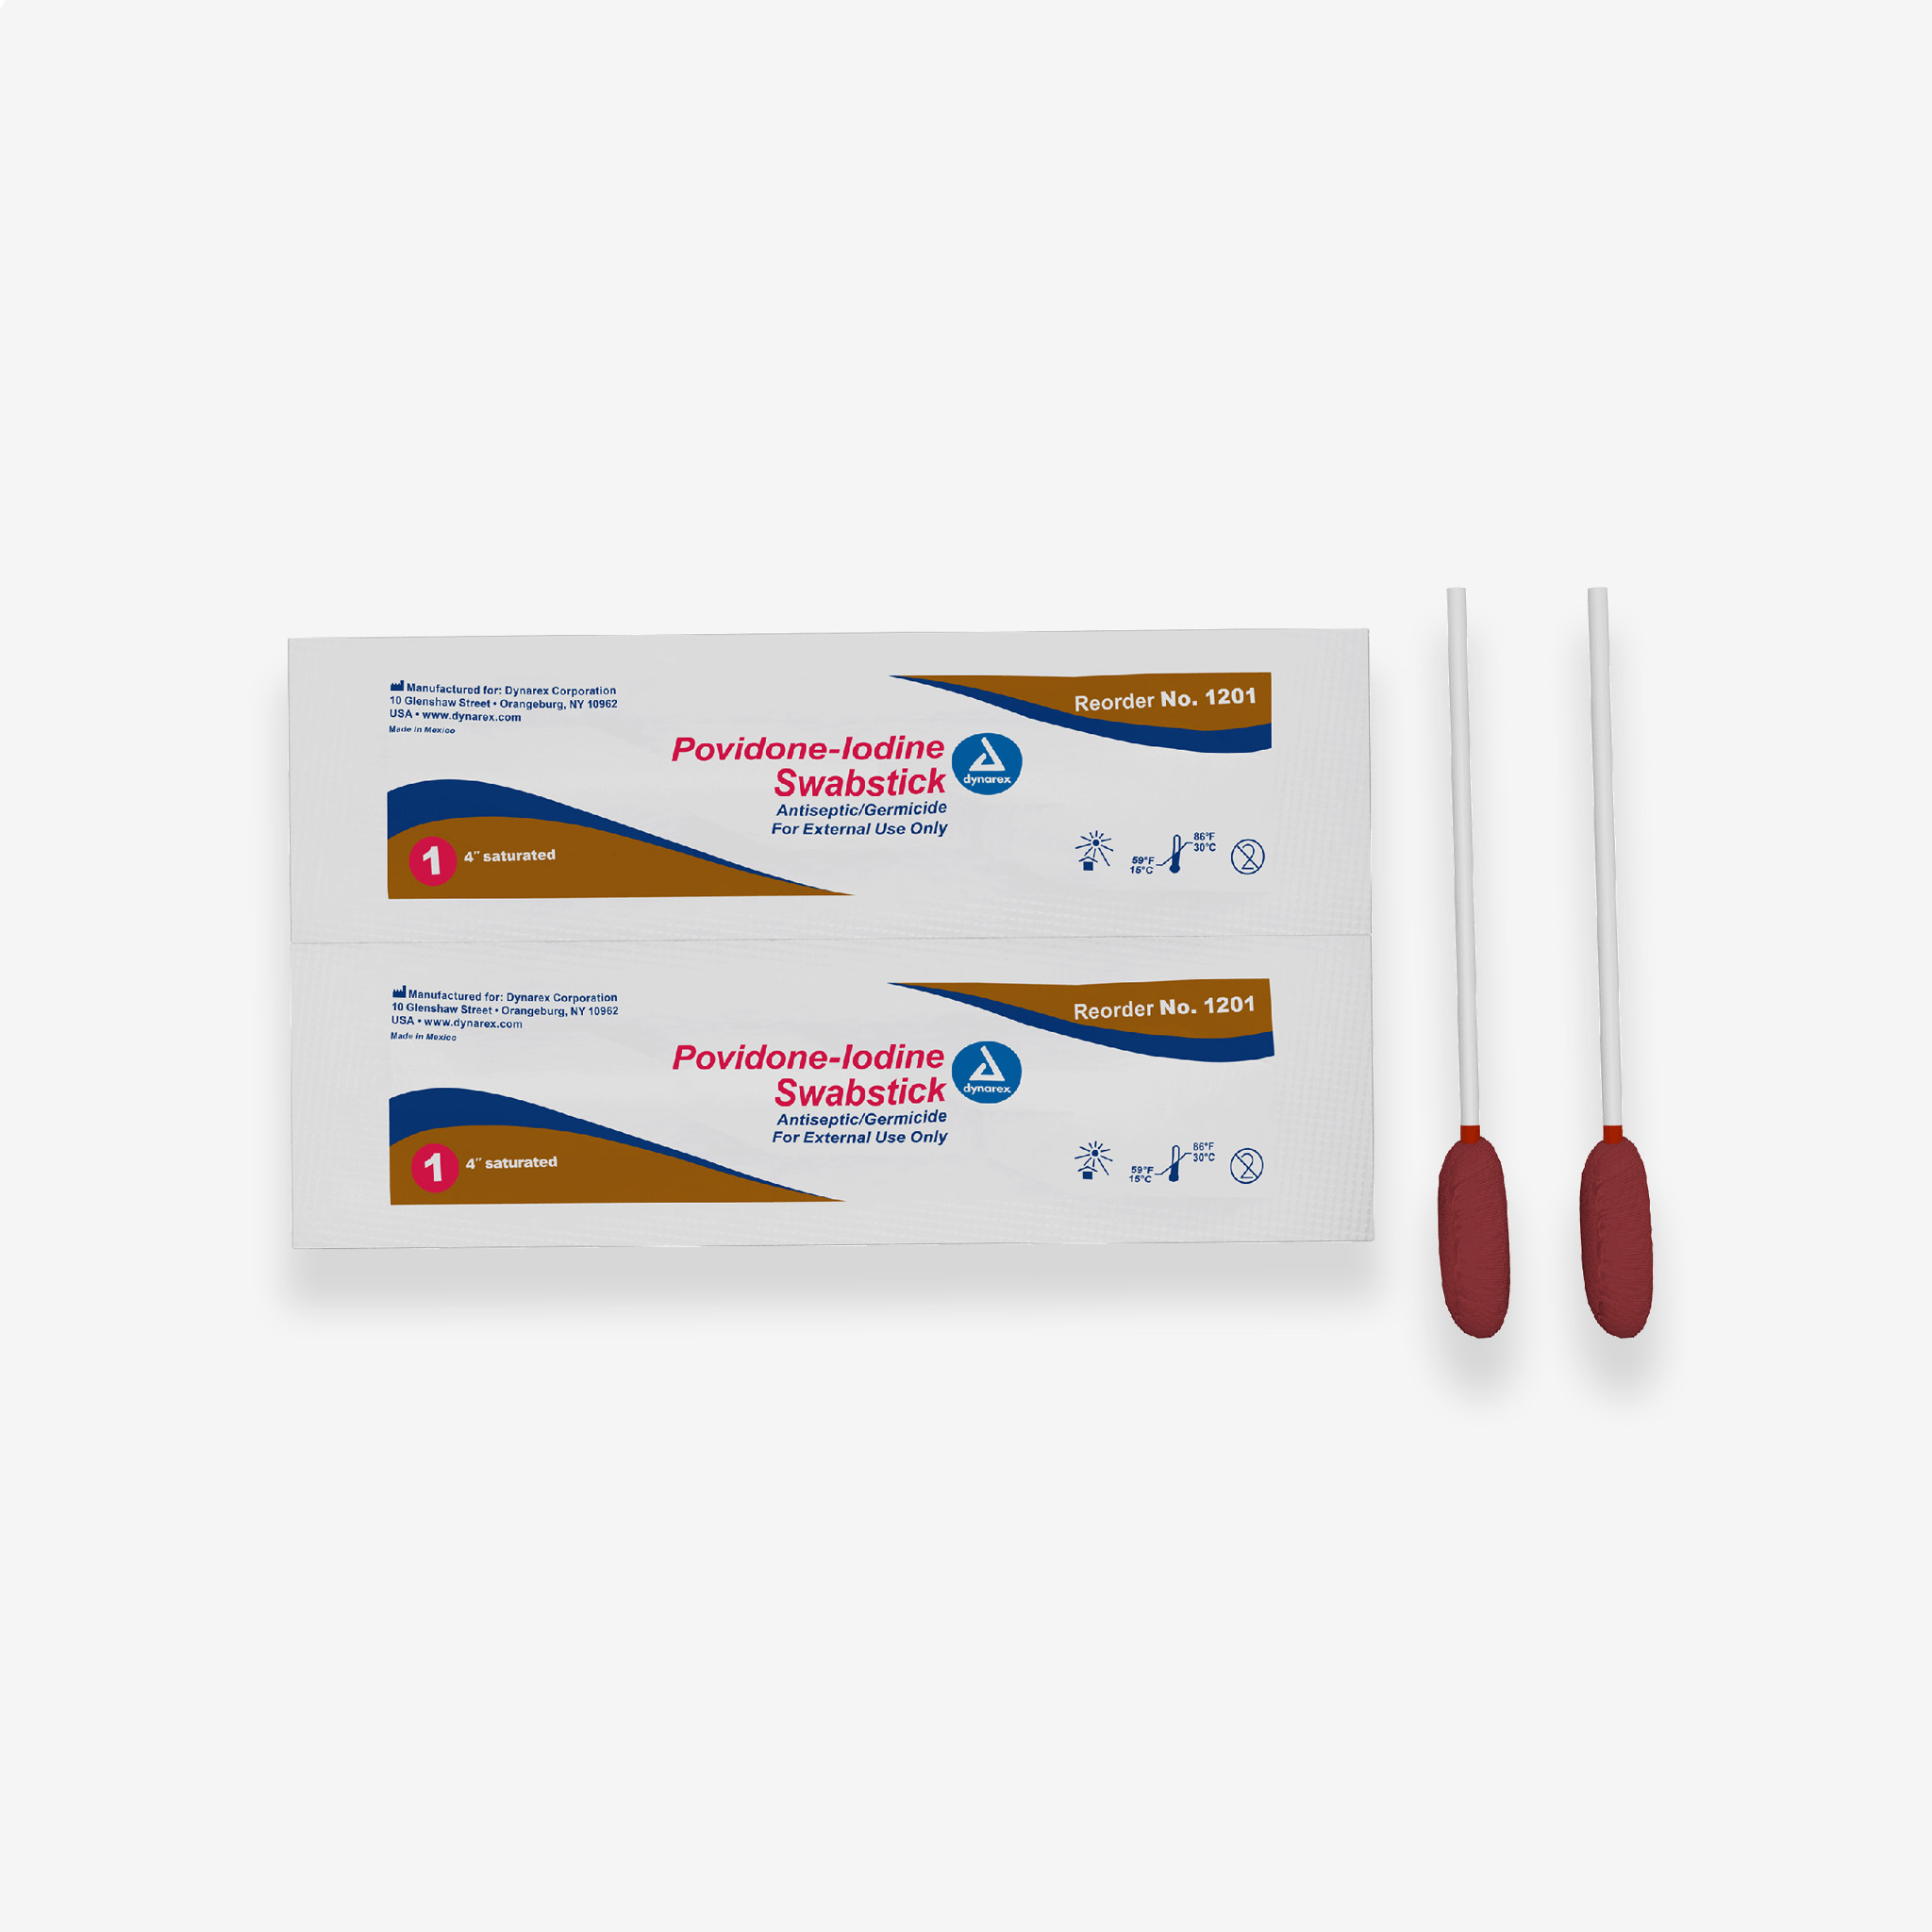 Manufactured for: Dynarex Corporation
10 Glenshaw Street • Orangeburg, NY 10962
USA • www.dynarex.com
Made in Mexico
Reorder No. 1201
Povidone-Iodine
Swabstick
dynarex
Antiseptic/Germicide
For External Use Only
1 4" saturated
86°F
30°C
59°F
15°C
2
Manufactured for: Dynarex Corporation
10 Glenshaw Street • Orangeburg, NY 10962
USA • www.dynarex.com
Made in Mexico
Reorder No. 1201
Povidone-Iodine
Swabstick
dynarex
Antiseptic/Germicide
For External Use Only
1 4" saturated
86°F
30°C
59°F
15°C
2